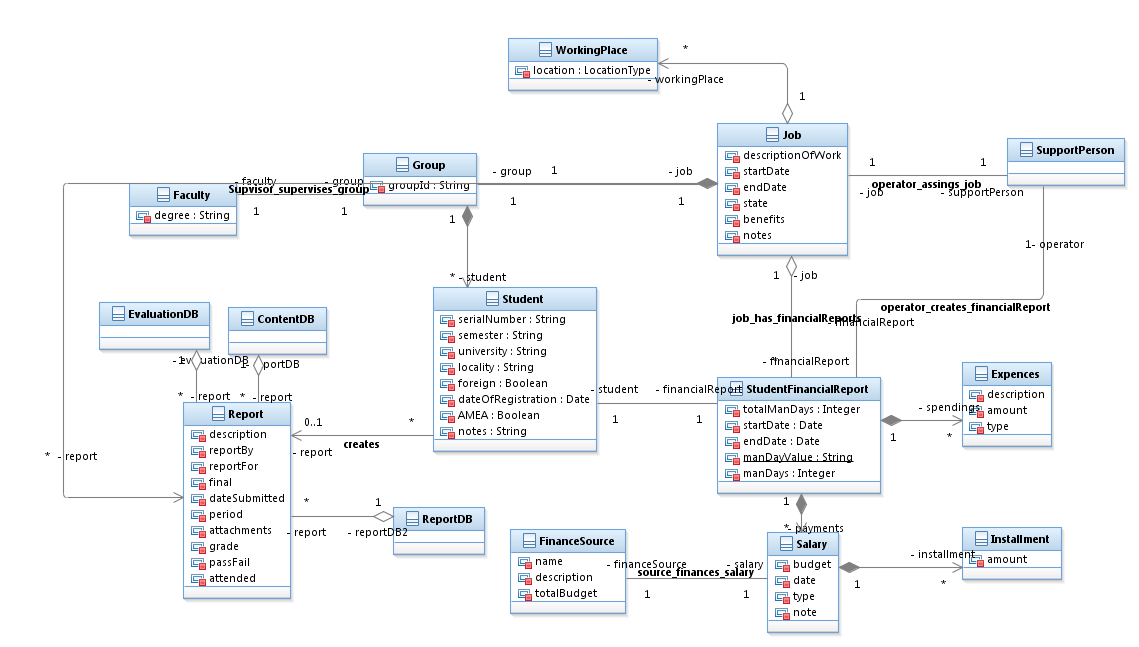 WorkingPlace
location : LocationType
*
- workingPlace
1
Job
descriptionOfWork
startDate
endDate
state
benefits
notes
SupportPerson
1
1
operator_assings_job
- job
- supportPerson
Group
groupId : String
- group
1
- job
1
1
Faculty
degree : String
- faculty
- group
Supvisor_supervises_group
1
1
1
* - student
1- operator
1
- job
operator_creates_financialReport
- financialReport
job_has_financialReports
*
- financialReport
Student
serialNumber : String
semester : String
university : String
locality : String
foreign : Boolean
dateOfRegistration : Date
AMEA : Boolean
notes : String
EvaluationDB
ContentDB
- evaluationDB
1
1
- reportDB
* - report
* - report
Report
description
reportBy
reportFor
final
dateSubmitted
period
attachments
grade
passFail
attended
* - report
0..1
*
creates
- report
- student
- financialReport
1
1
StudentFinancialReport
totalManDays : Integer
startDate : Date
endDate : Date
manDayValue : String
manDays : Integer
Expences
description
amount
type
- spendings
1
*
*
1
- report
- reportDB2
ReportDB
1
*
- payments
FinanceSource
name
description
totalBudget
- financeSource
- salary
source_finances_salary
1
1
Salary
budget
date
type
note
- installment
1
*
Installment
amount